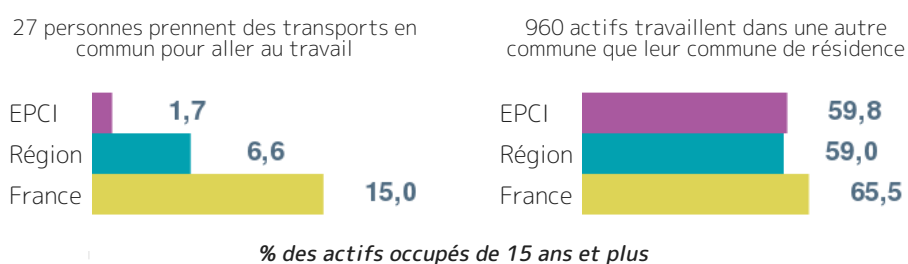 27 personnes prennent des transports en
commun pour aller au travail
EPCI 1,7
Région 6,6
France 15,0
960 actifs travaillent dans une autre
commune que leur commune de résidence
EPCI 59,8
Région 59,0
France 65,5
% des actifs occupés de 15 ans et plus